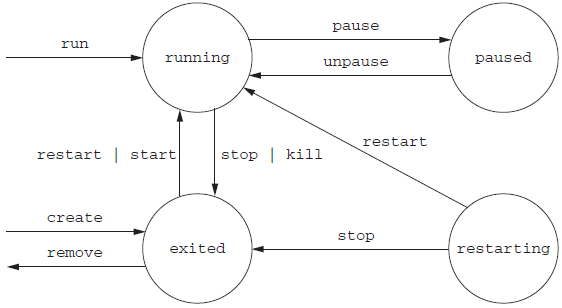 pause
run
running
unpause
paused
restart
restart | start
stop | kill
create
stop
exited
restarting
remove